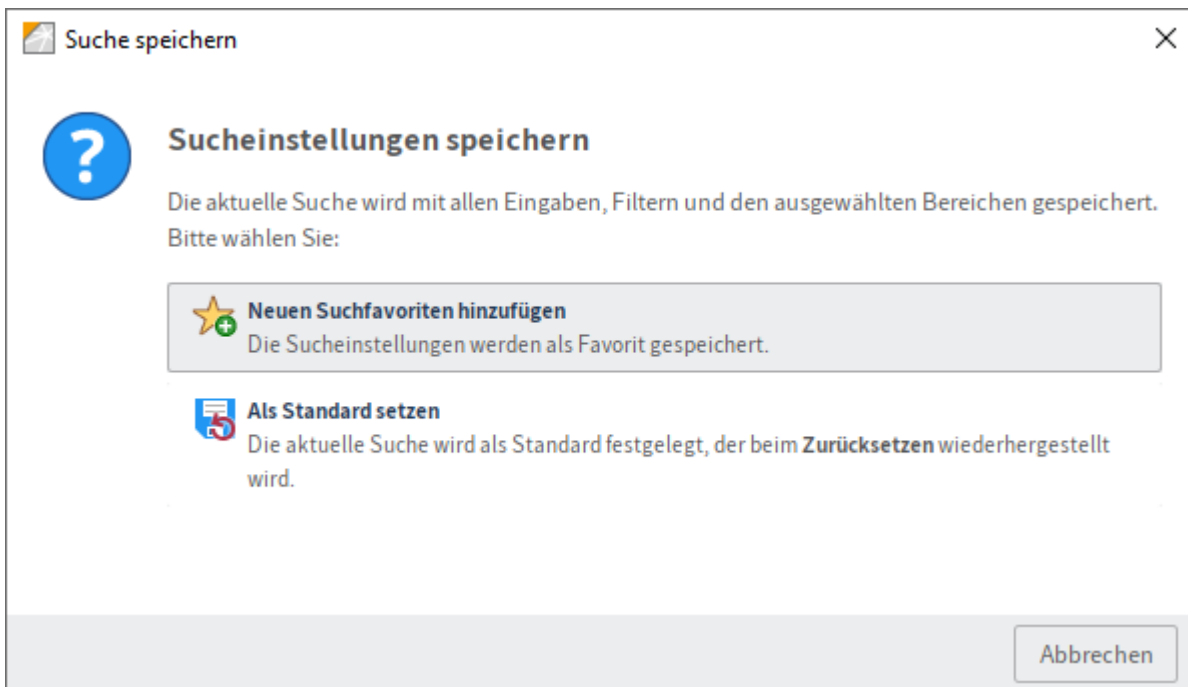 Suche speichern
Sucheinstellungen speichern
Die aktuelle Suche wird mit allen Eingaben, Filtern und den ausgewählten Bereichen gespeichert.
Bitte wählen Sie:
Neuen Suchfavoriten hinzufügen
Die Sucheinstellungen werden als Favorit gespeichert.
Als Standard setzen
Die aktuelle Suche wird als Standard festgelegt, der beim Zurücksetzen wiederhergestellt
wird.
Abbrechen